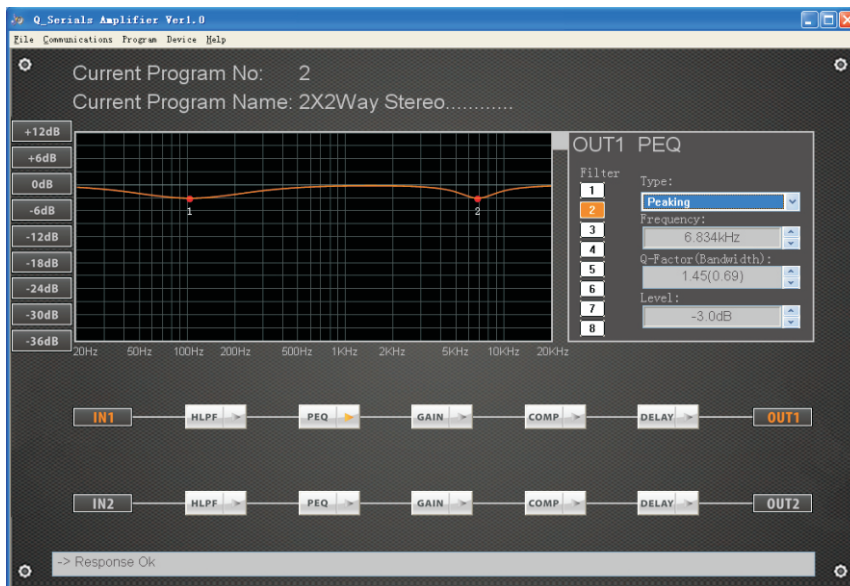 Q_Serials Amplifier Ver1.0
File Communications Program Device Help
Current Program No: 2
Current Program Name: 2X2Way Stereo............
+12dB
+6dB
0dB
-6dB
-12dB
-18dB
-24dB
-30dB
-36dB
1
2
20Hz 50Hz 100Hz 200Hz 500Hz 1KHz 2KHz 5KHz 10KHz 20KHz
OUT1 PEQ
Filter
1
2
3
4
5
6
7
8
Type:
Peaking
Frequency:
6.834kHz
Q-Factor(Bandwidth):
1.45(0.69)
Level:
-3.0dB
IN1 HLPF PEQ GAIN COMP DELAY OUT1
IN2 HLPF PEQ GAIN COMP DELAY OUT2
-> Response Ok